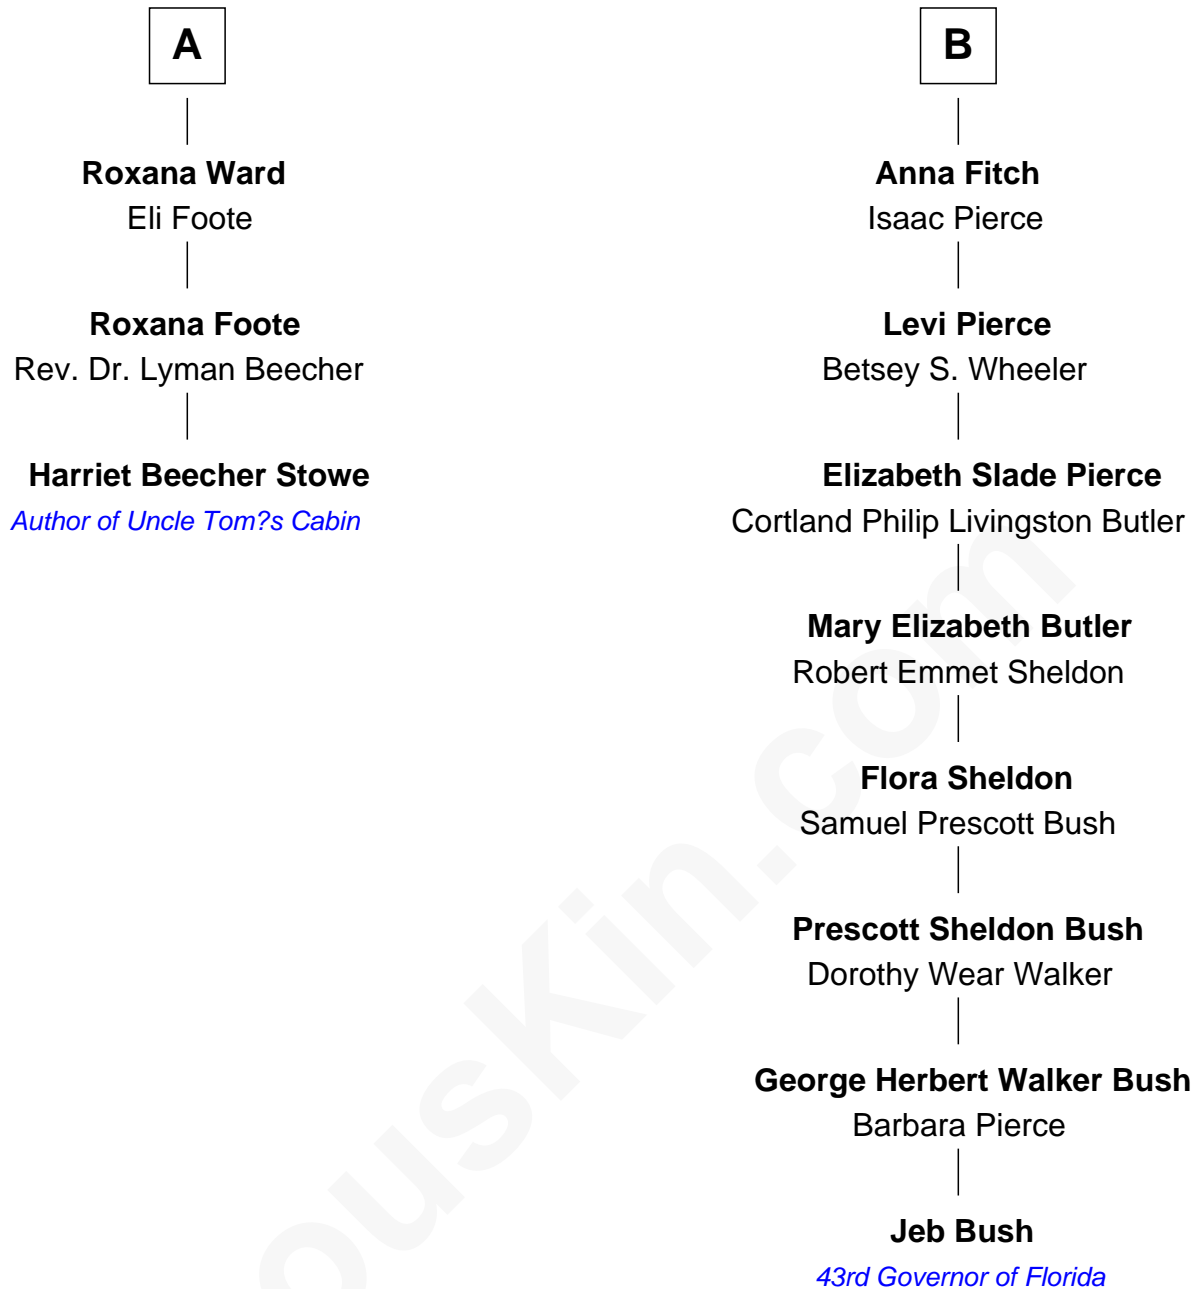 A
Roxana Ward
Eli Foote
Roxana Foote
Rev. Dr. Lyman Beecher
Harriet Beecher Stowe
Author of Uncle Tom?s Cabin
B
Anna Fitch
Isaac Pierce
Levi Pierce
Betsey S. Wheeler
Elizabeth Slade Pierce
Cortland Philip Livingston Butler
Mary Elizabeth Butler
Robert Emmet Sheldon
Flora Sheldon
Samuel Prescott Bush
Prescott Sheldon Bush
Dorothy Wear Walker
George Herbert Walker Bush
Barbara Pierce
Jeb Bush
43rd Governor of Florida
ousKin.com